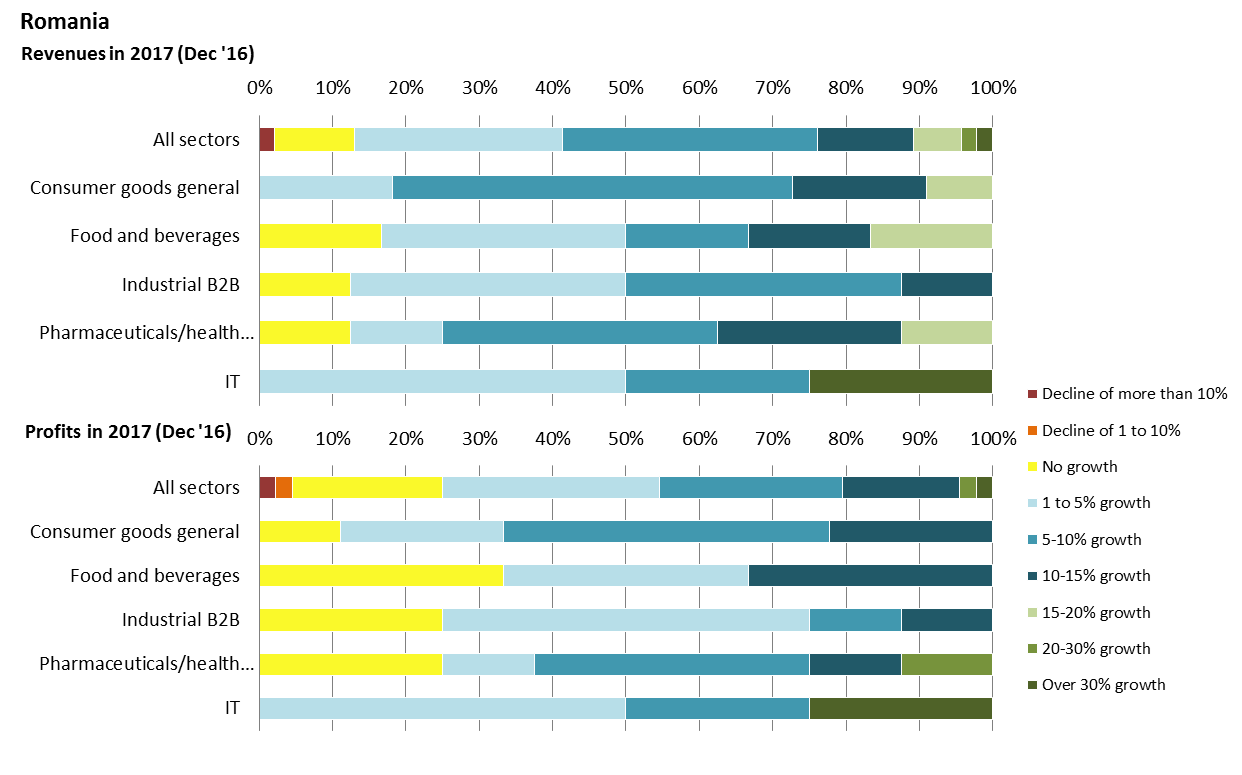 Romania
Revenues in 2017 (Dec '16)
0% 10% 20% 30% 40% 50% 60% 70% 80% 90% 100%
All sectors
Consumer goods general
Food and beverages
Industrial B2B
Pharmaceuticals/health...
IT
Profits in 2017 (Dec '16)
0% 10% 20% 30% 40% 50% 60% 70% 80% 90% 100%
All sectors
Consumer goods general
Food and beverages
Industrial B2B
Pharmaceuticals/health...
IT
Decline of more than 10%
Decline of 1 to 10%
No growth
1 to 5% growth
5-10% growth
10-15% growth
15-20% growth
20-30% growth
Over 30% growth